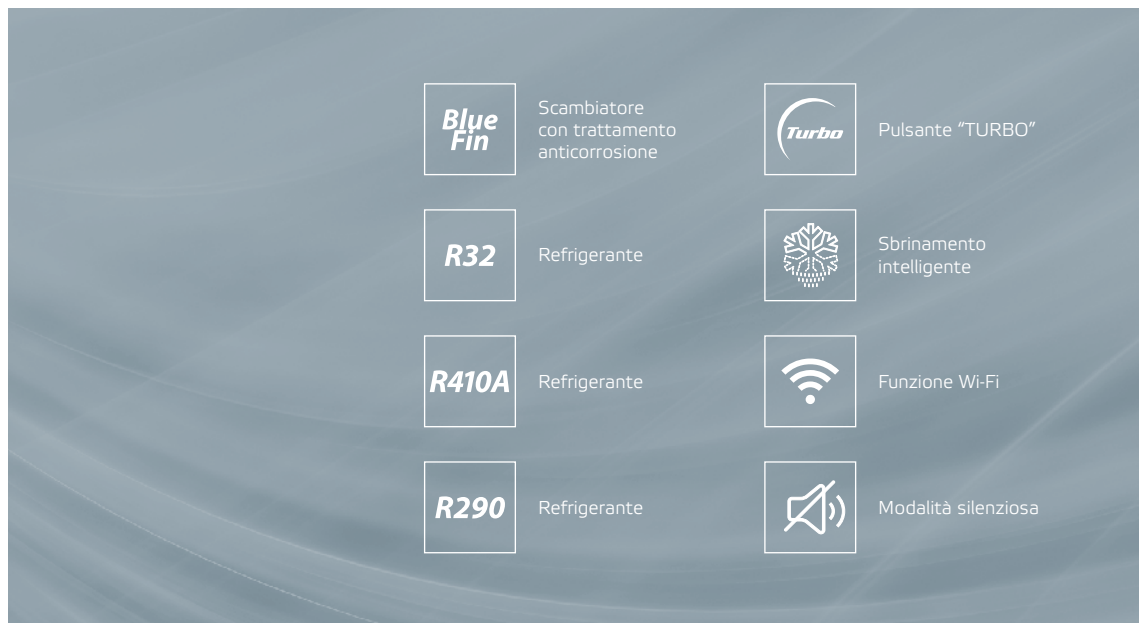 Blue
Fin
Scambiatore
con trattamento
anticorrosione
Turbo
Pulsante “TURBO”
R32
Refrigerante
Sbrinamento
intelligente
R410A
Refrigerante
Funzione Wi-Fi
R290
Refrigerante
Modalità silenziosa